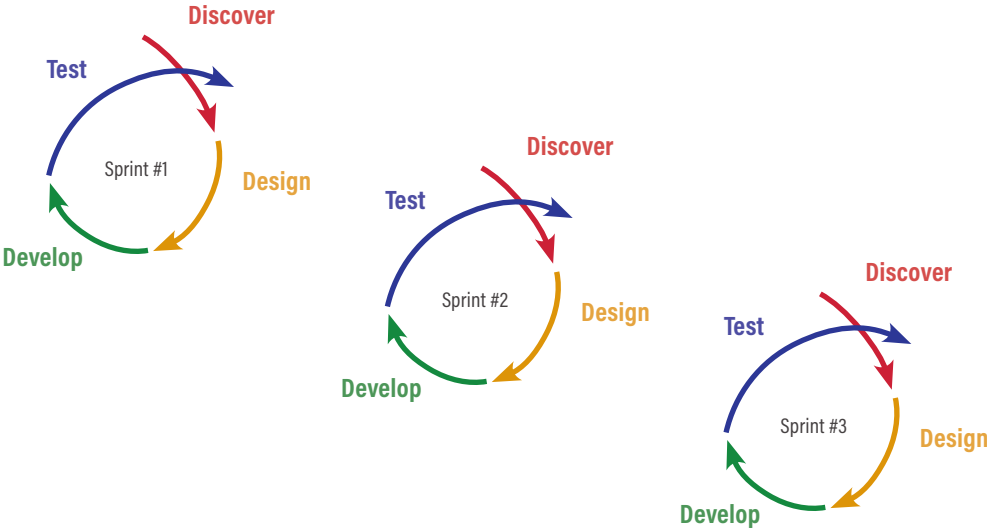 Discover
Test
Sprint #1
Design
Develop
Discover
Test
Sprint #2
Design
Develop
Discover
Test
Sprint #3
Design
Develop